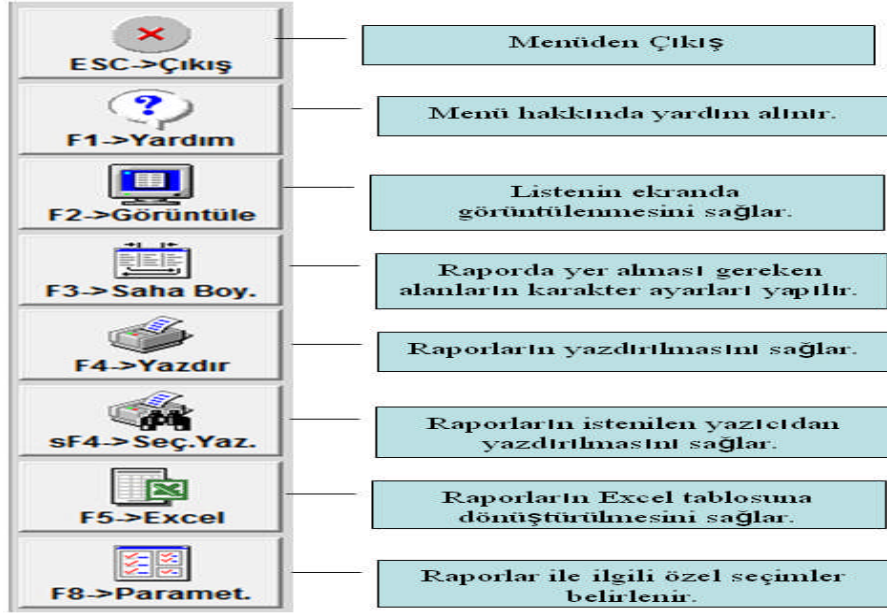 ESC->Çıkış
Menüden Çıkış
F1->Yardım
Menü hakkında yardım alınır.
F2->Görüntüle
Listenin ekranda
görüntülenmesini sağlar.
F3->Saha Boy.
Raporda yer alması gereken
alanların karakter ayarları yapılır.
F4->Yazdır
Raporların yazdırılmasını sağlar.
sF4->Seç.Yaz.
Raporların istenilen yazıcıdan
yazdırılmasını sağlar.
F5->Excel
Raporların Excel tablosuna
dönüştürülmesini sağlar.
F8->Paramet.
Raporlar ile ilgili özel seçimler
belirlenir.